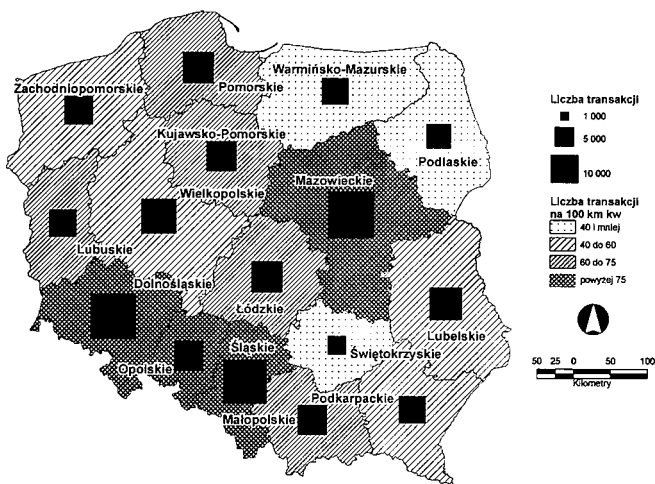 Zachodniopomorskie
Pomorskie
Warmińsko-Mazurskie
Kujawsko-Pomorskie
Podlaskie
Mazowieckie
Wielkopolskie
Lubuskie
Dolnośląskie
Łódzkie
Lubelskie
Śląskie
Świętokrzyskie
Opolskie
Podkarpackie
Małopolskie
Liczba transakcji
1 000
5 000
10 000
Liczba transakcji
na 100 km kw
40 i mniej
40 do 60
60 do 75
powyżej 75
50 25 0 50 100
Kilometry